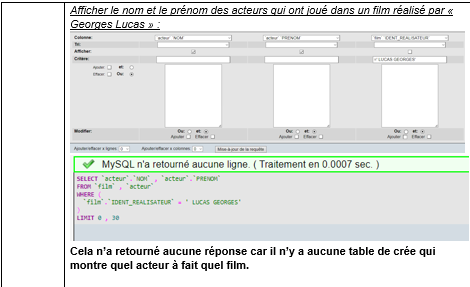 Afficher le nom et le prénom des acteurs qui ont joué dans un film réalisé par «
Georges Lucas » :
Colonne: `acteur`.`NOM` `acteur`.`PRENOM` `film`.`IDENT_REALISATEUR`
Tri:
Afficher:
Critère: =' LUCAS GEORGES'
Ajouter et:
Effacer Ou:
Modifier: Ou: et: Ou: et: Ou: et:
Ajouter Effacer Ajouter Effacer Ajouter Effacer
Ajouter/effacer x lignes Ajouter/effacer x colonnes Mise à jour de la requête
MySQL n'a retourné aucune ligne. ( Traitement en 0.0007 sec. )
SELECT `acteur`.`NOM` , `acteur`.`PRENOM`
FROM `film` , `acteur`
WHERE (
`film`.`IDENT_REALISATEUR` = ' LUCAS GEORGES'
)
LIMIT 0 , 30
Cela n'a retourné aucune réponse car il n'y a aucune table de crée qui
montre quel acteur à fait quel film.